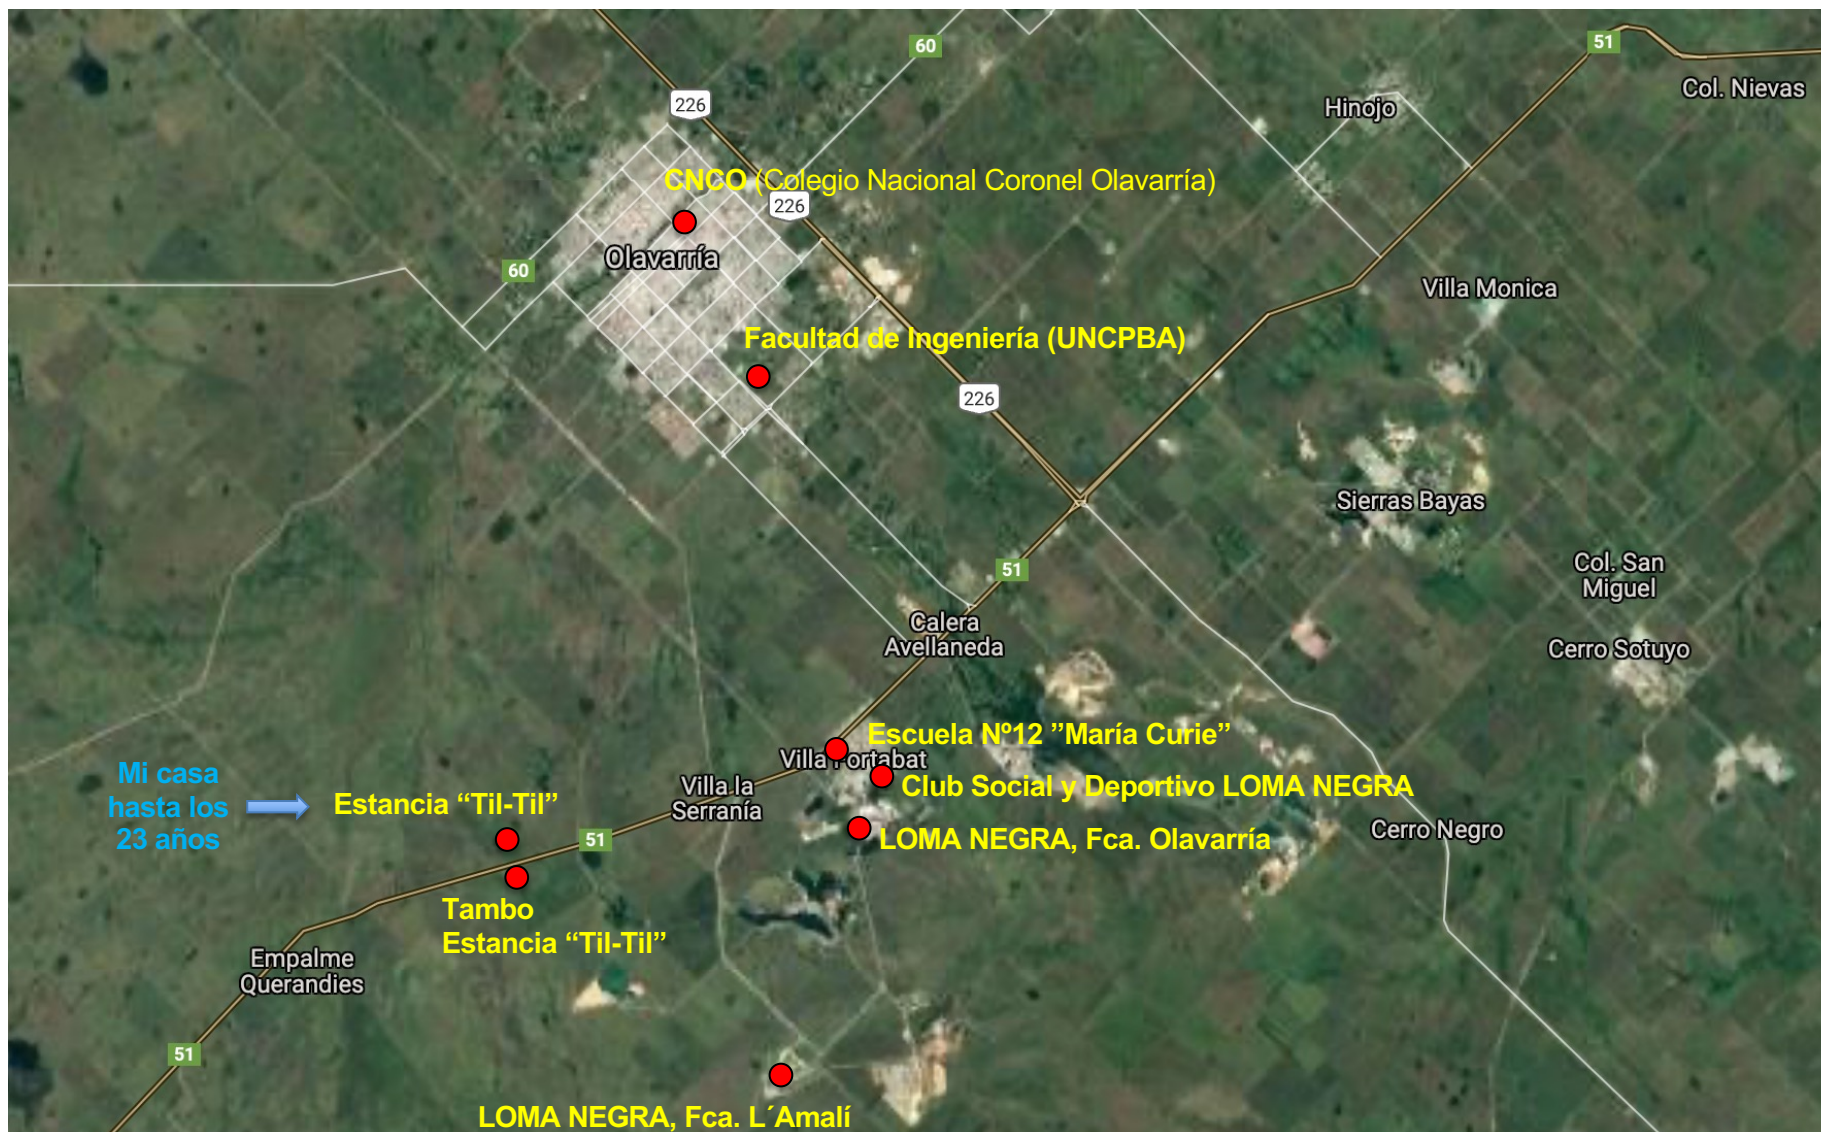 51
60
Col. Nievas
226
Hinojo
CNCO (Colegio Nacional Coronel Olavarría)
226
Olavarría
60
Villa Monica
Facultad de Ingeniería (UNCPBA)
226
Sierras Bayas
51
Col. San
Miguel
Calera
Avellaneda
Cerro Sotuyo
Escuela Nº12 ”María Curie”
Villa Fortabat
Mi casa
hasta los
23 años
Villa la
Serranía
Club Social y Deportivo LOMA NEGRA
Estancia “Til-Til”
Cerro Negro
51
LOMA NEGRA, Fca. Olavarría
Tambo
Estancia “Til-Til”
Empalme
Querandies
51
LOMA NEGRA, Fca. L´Amalí